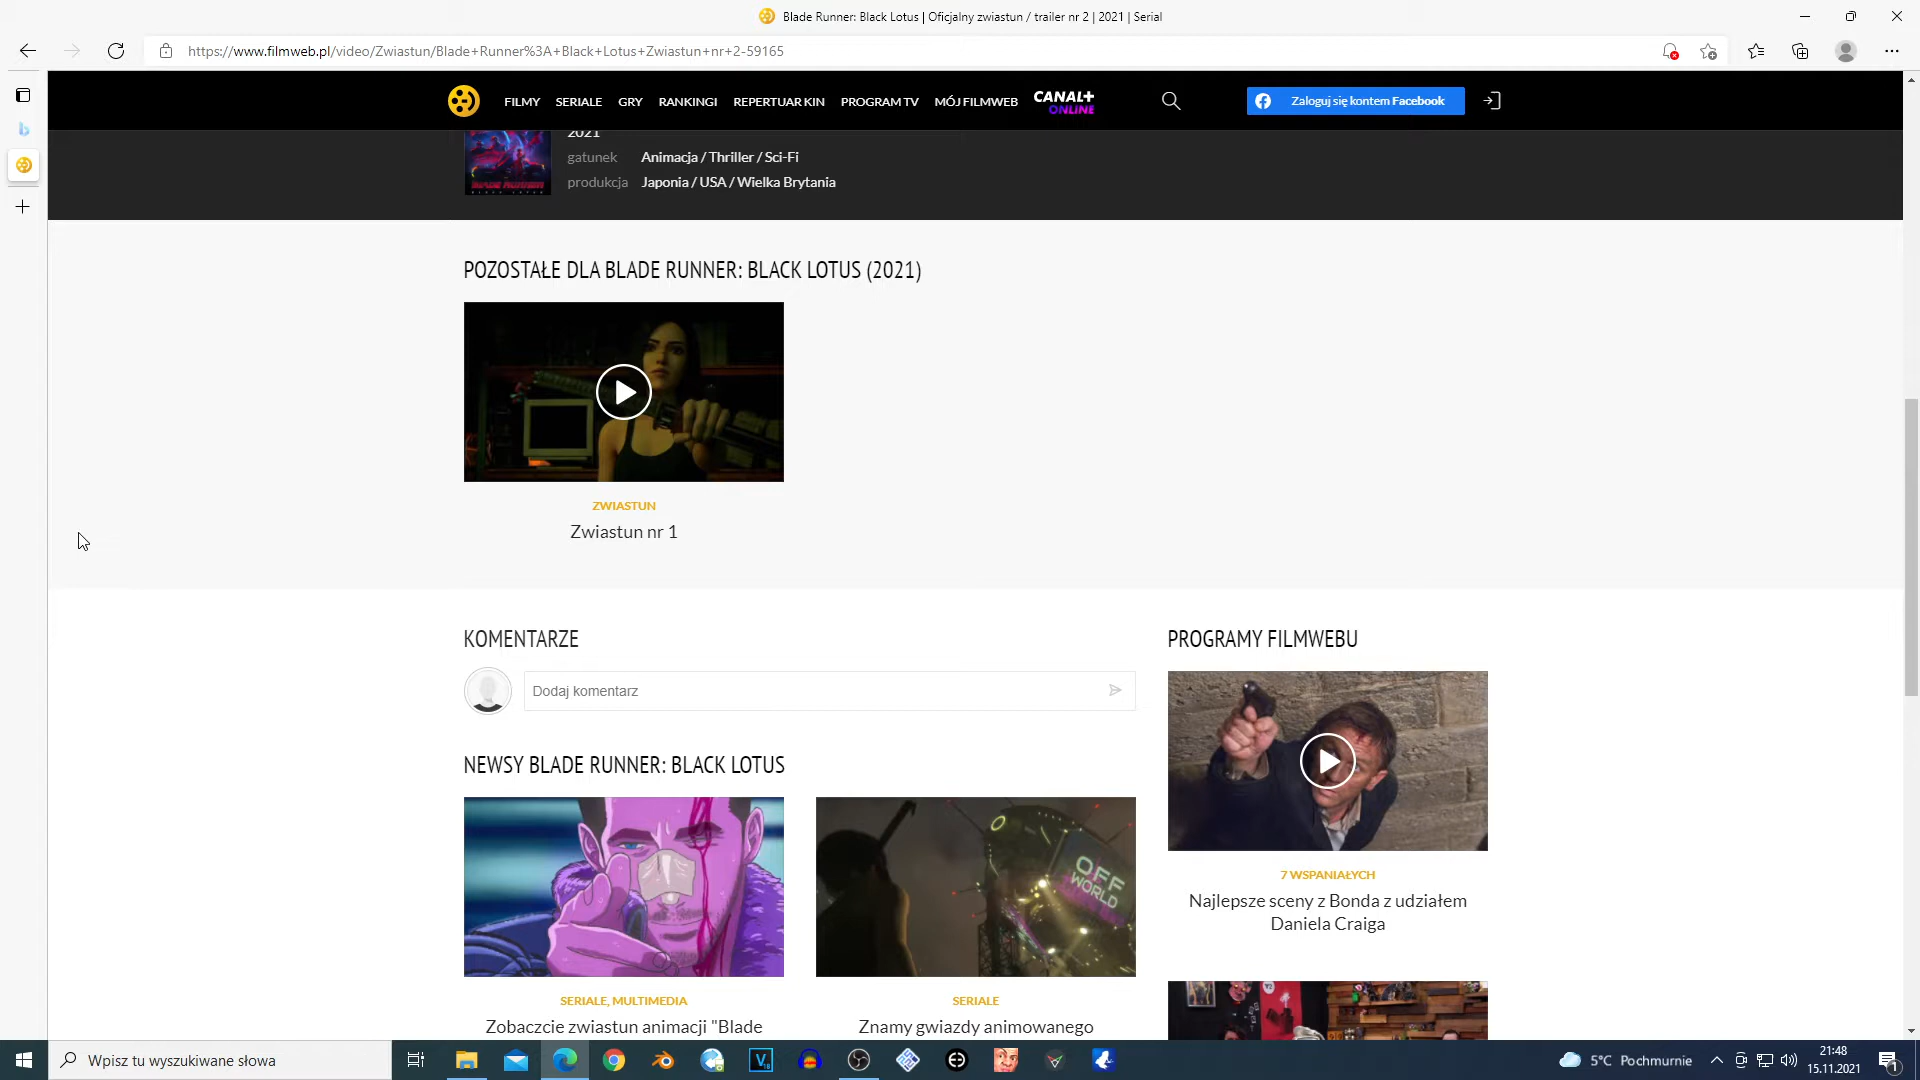 Blade Runner: Black Lotus | Oficjalny zwiastun / trailer nr 2 | 2021 | Serial
https://www.filmweb.pl/video/Zwiastun/Blade+Runner%3A+Black+Lotus+Zwiastun+nr+2-59165
FILMY SERIALE GRY RANKINGI REPERTUAR KIN PROGRAM TV MÓJ FILMWEB CANAL+ ONLINE Zaloguj się kontem Facebook
2021
gatunek Animacja / Thriller / Sci-Fi
produkcja Japonia / USA / Wielka Brytania
BLADE RUNNER
BLACK LOTUS
POZOSTAŁE DLA BLADE RUNNER: BLACK LOTUS (2021)
ZWIASTUN
Zwiastun nr 1
KOMENTARZE
Dodaj komentarz
PROGRAMY FILMWEBU
7 WSPANIAŁYCH
Najlepsze sceny z Bonda z udziałem
Daniela Craiga
NEWSY BLADE RUNNER: BLACK LOTUS
OFF
WORLD
SERIALE, MULTIMEDIA
Zobaczcie zwiastun animacji "Blade
SERIALE
Znamy gwiazdy animowanego
Wpisz tu wyszukiwane słowa
5°C Pochmurnie
21:48
15.11.2021
1